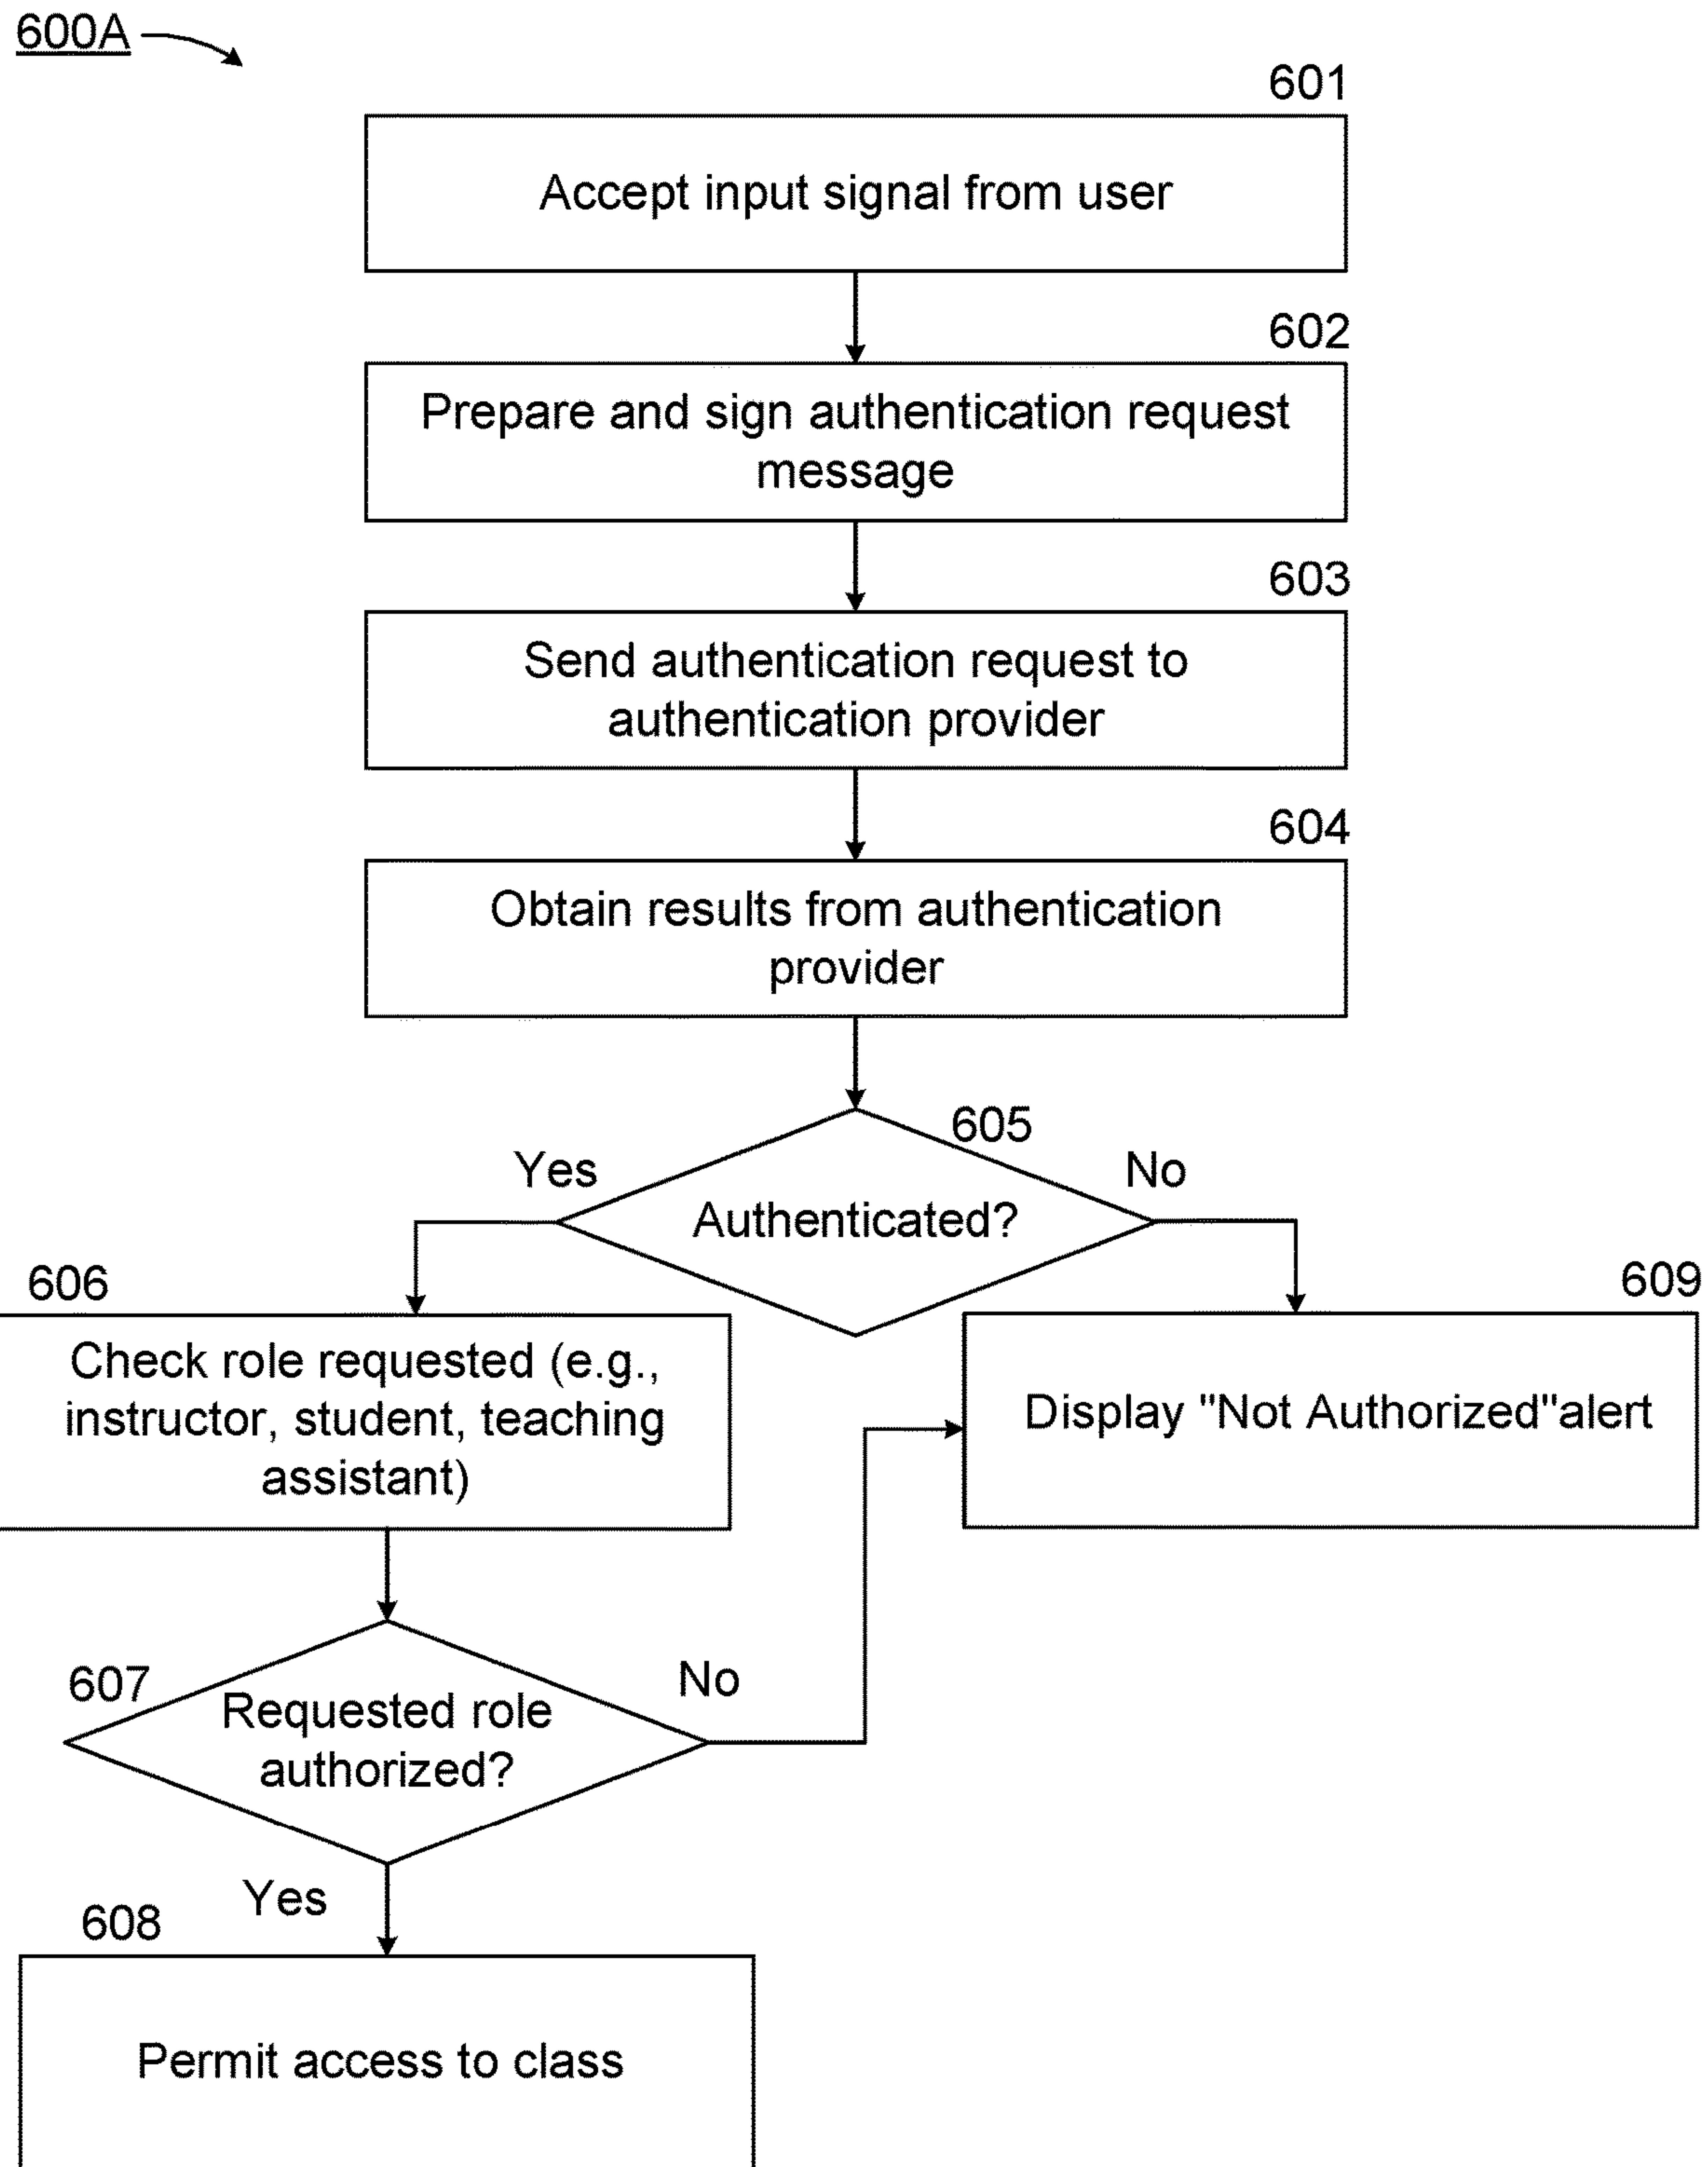 600A
601
Accept input signal from user
602
Prepare and sign authentication request
message
603
Send authentication request to
authentication provider
604
Obtain results from authentication
provider
605
Yes
No
Authenticated?
606
609
Check role requested (e.g.,
instructor, student, teaching
assistant)
Display "Not Authorized"alert
607
No
Requested role
authorized?
Yes
608
Permit access to class